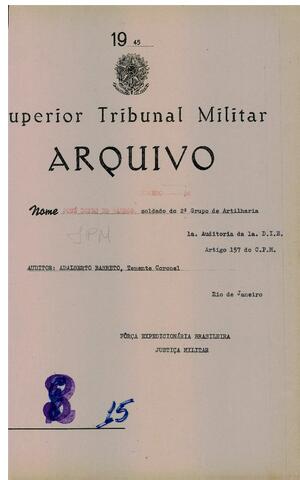 19 45
uperior Tribunal Militar
ARQUIVO
Nome soldado do 2º Grupo de Artilharia
JPM
1a. Auditoria da 1a. D.I.E.
Artigo 157 do C.P.M.
AUDITOR: ADALBERTO BARRETO, Tenente Coronel
Rio de Janeiro
FÔRÇA EXPEDICIONÁRIA BRASILEIRA
JUSTIÇA MILITAR
8 15